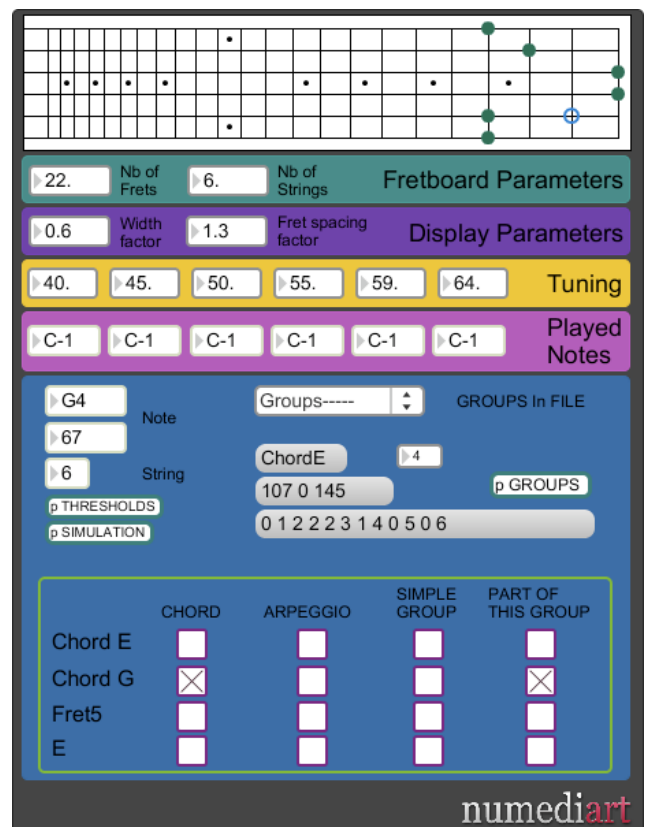 22. Nb of Frets 6. Nb of Strings Fretboard Parameters
0.6 Width factor 1.3 Fret spacing factor Display Parameters
40. 45. 50. 55. 59. 64. Tuning
C-1 C-1 C-1 C-1 C-1 C-1 Played Notes
G4 Groups----- GROUPS In FILE
Note
67
ChordE 4
6 String
107 0 145 p GROUPS
p THRESHOLDS
0 1 2 2 2 3 1 4 0 5 0 6
p SIMULATION
CHORD ARPEGGIO SIMPLE GROUP PART OF THIS GROUP
Chord E
Chord G
Fret5
E
numediart